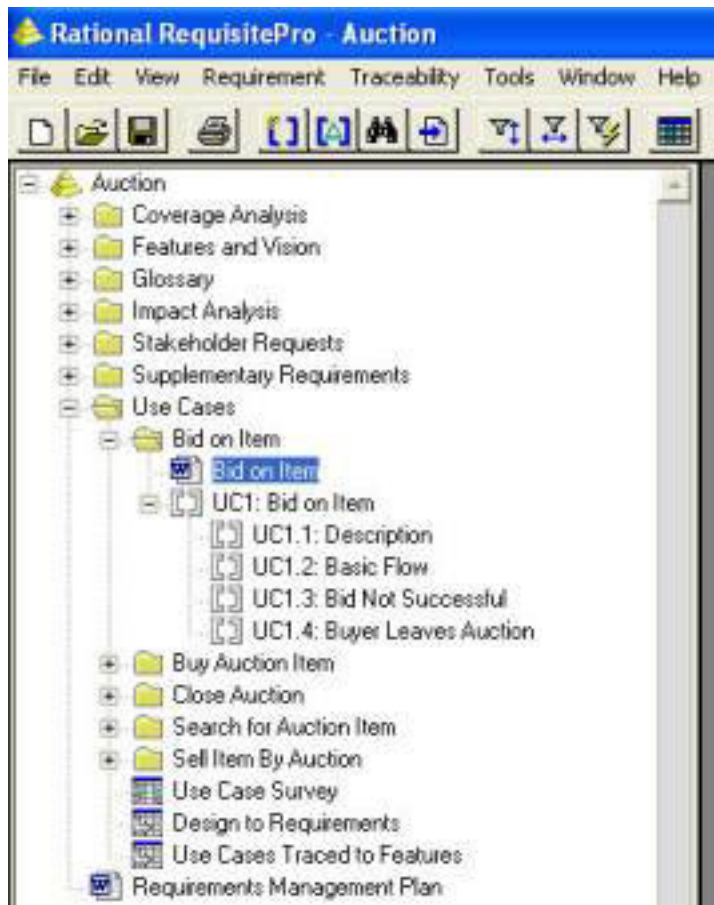 Rational RequisitePro - Auction
File Edit View Requirement Traceability Tools Window Help
Auction
Coverage Analysis
Features and Vision
Glossary
Impact Analysis
Stakeholder Requests
Supplementary Requirements
Use Cases
Bid on Item
Bid on Item
UC1: Bid on Item
UC1.1: Description
UC1.2: Basic Flow
UC1.3: Bid Not Successful
UC1.4: Buyer Leaves Auction
Buy Auction Item
Close Auction
Search for Auction Item
Sell Item By Auction
Use Case Survey
Design to Requirements
Use Cases Traced to Features
Requirements Management Plan